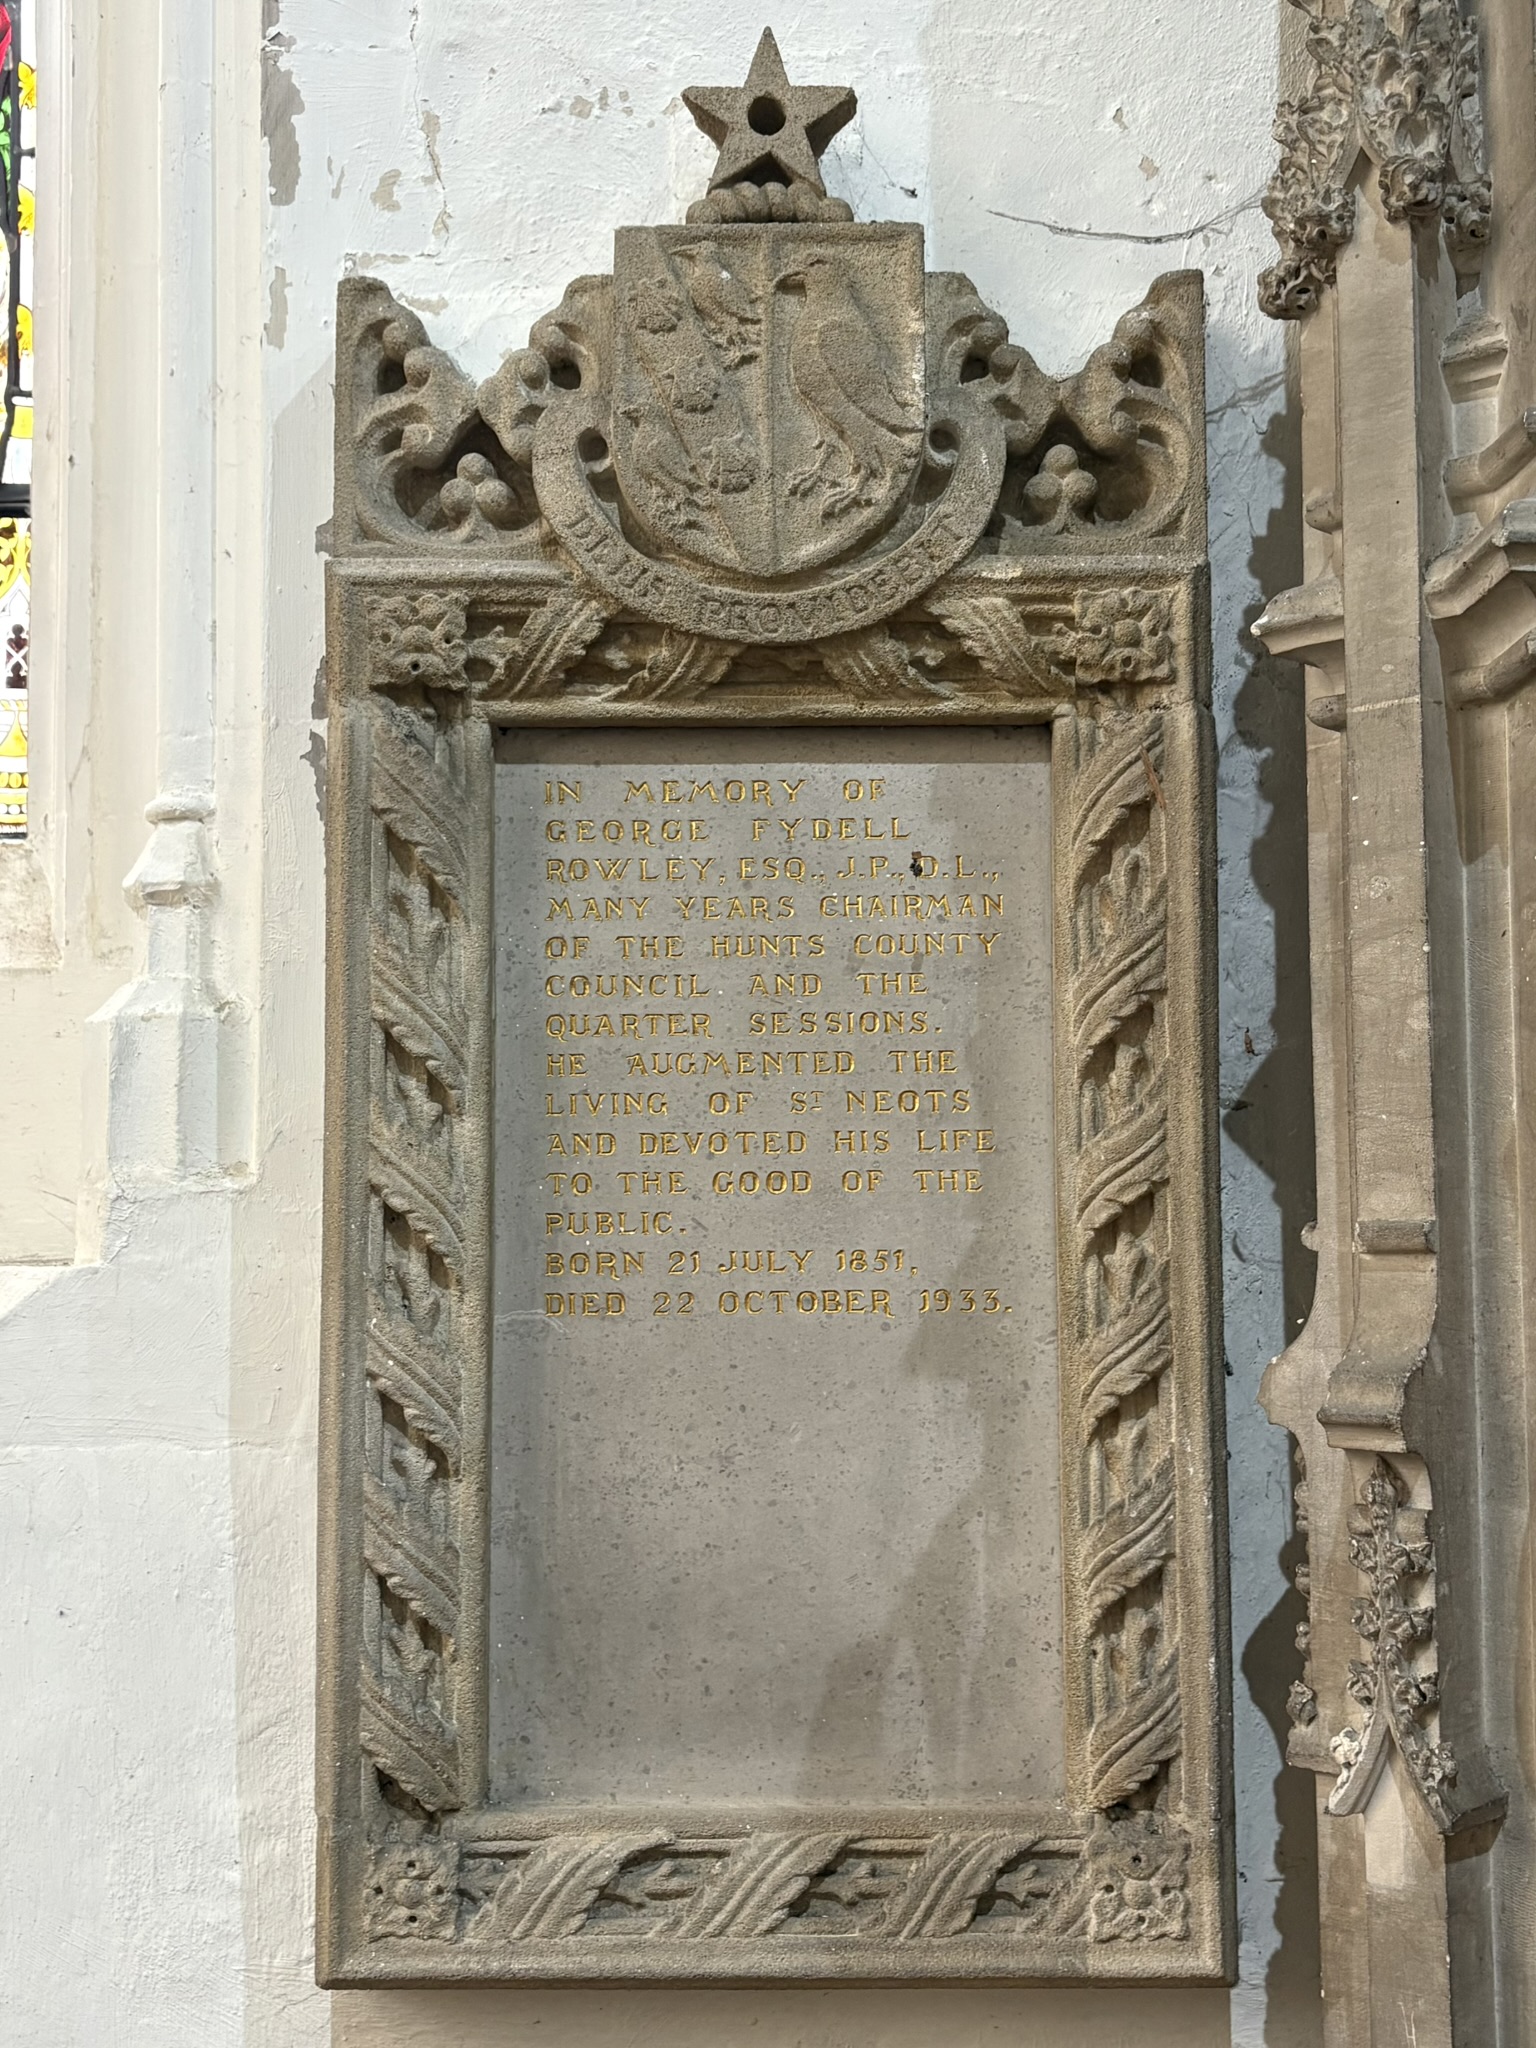 DEUS PROVIDEBIT
IN MEMORY OF
GEORGE FYDELL
ROWLEY, ESQ., J.P., D.L.,
MANY YEARS CHAIRMAN
OF THE HUNTS COUNTY
COUNCIL AND THE
QUARTER SESSIONS.
HE AUGMENTED THE
LIVING OF ST NEOTS
AND DEVOTED HIS LIFE
TO THE GOOD OF THE
PUBLIC.
BORN 21 JULY 1851,
DIED 22 OCTOBER 1933.